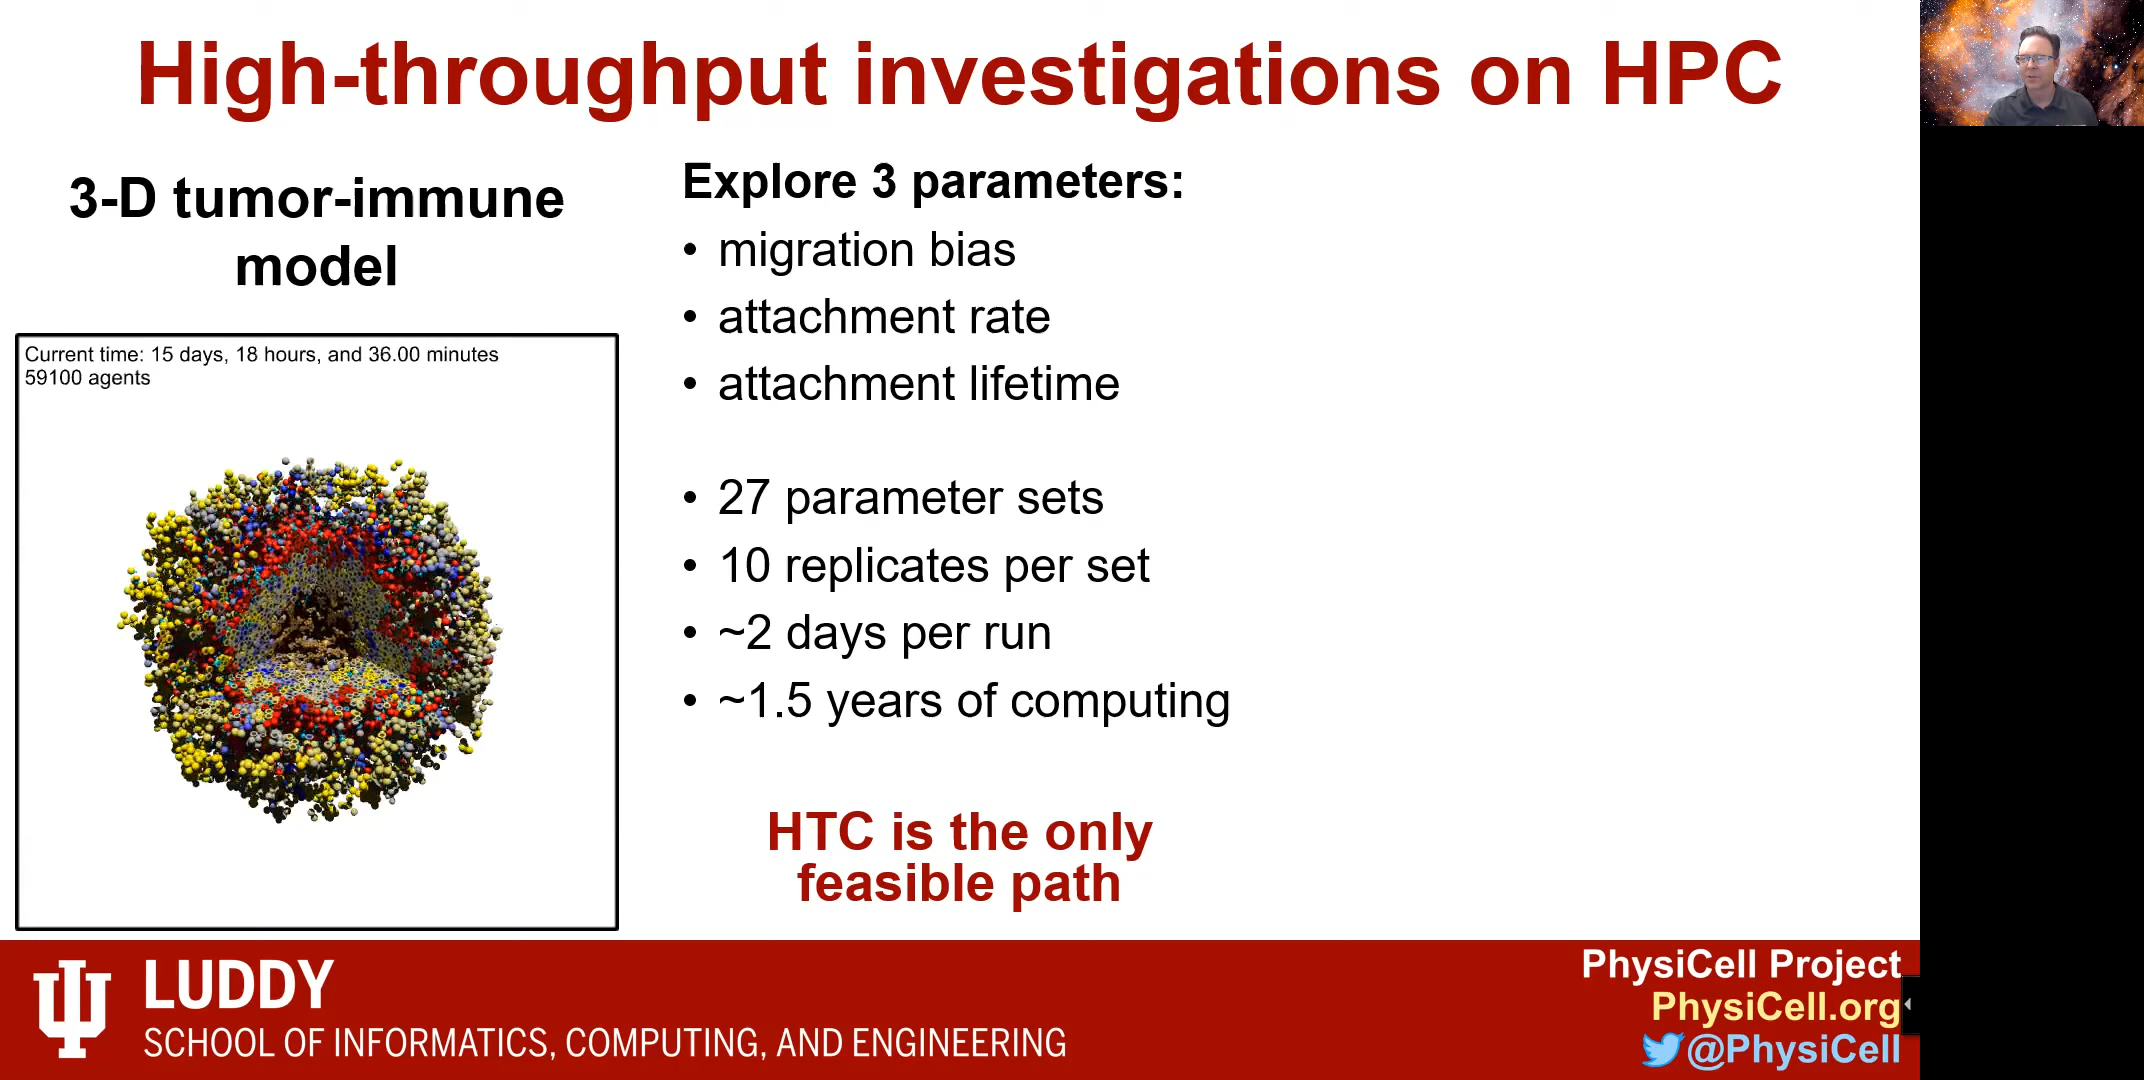 High-throughput investigations on HPC
3-D tumor-immune
model
Current time: 15 days, 18 hours, and 36.00 minutes
59100 agents
Explore 3 parameters:
• migration bias
• attachment rate
• attachment lifetime
• 27 parameter sets
• 10 replicates per set
• ~2 days per run
• ~1.5 years of computing
HTC is the only
feasible path
LUDDY
SCHOOL OF INFORMATICS, COMPUTING, AND ENGINEERING
PhysiCell Project
PhysiCell.org
@PhysiCell